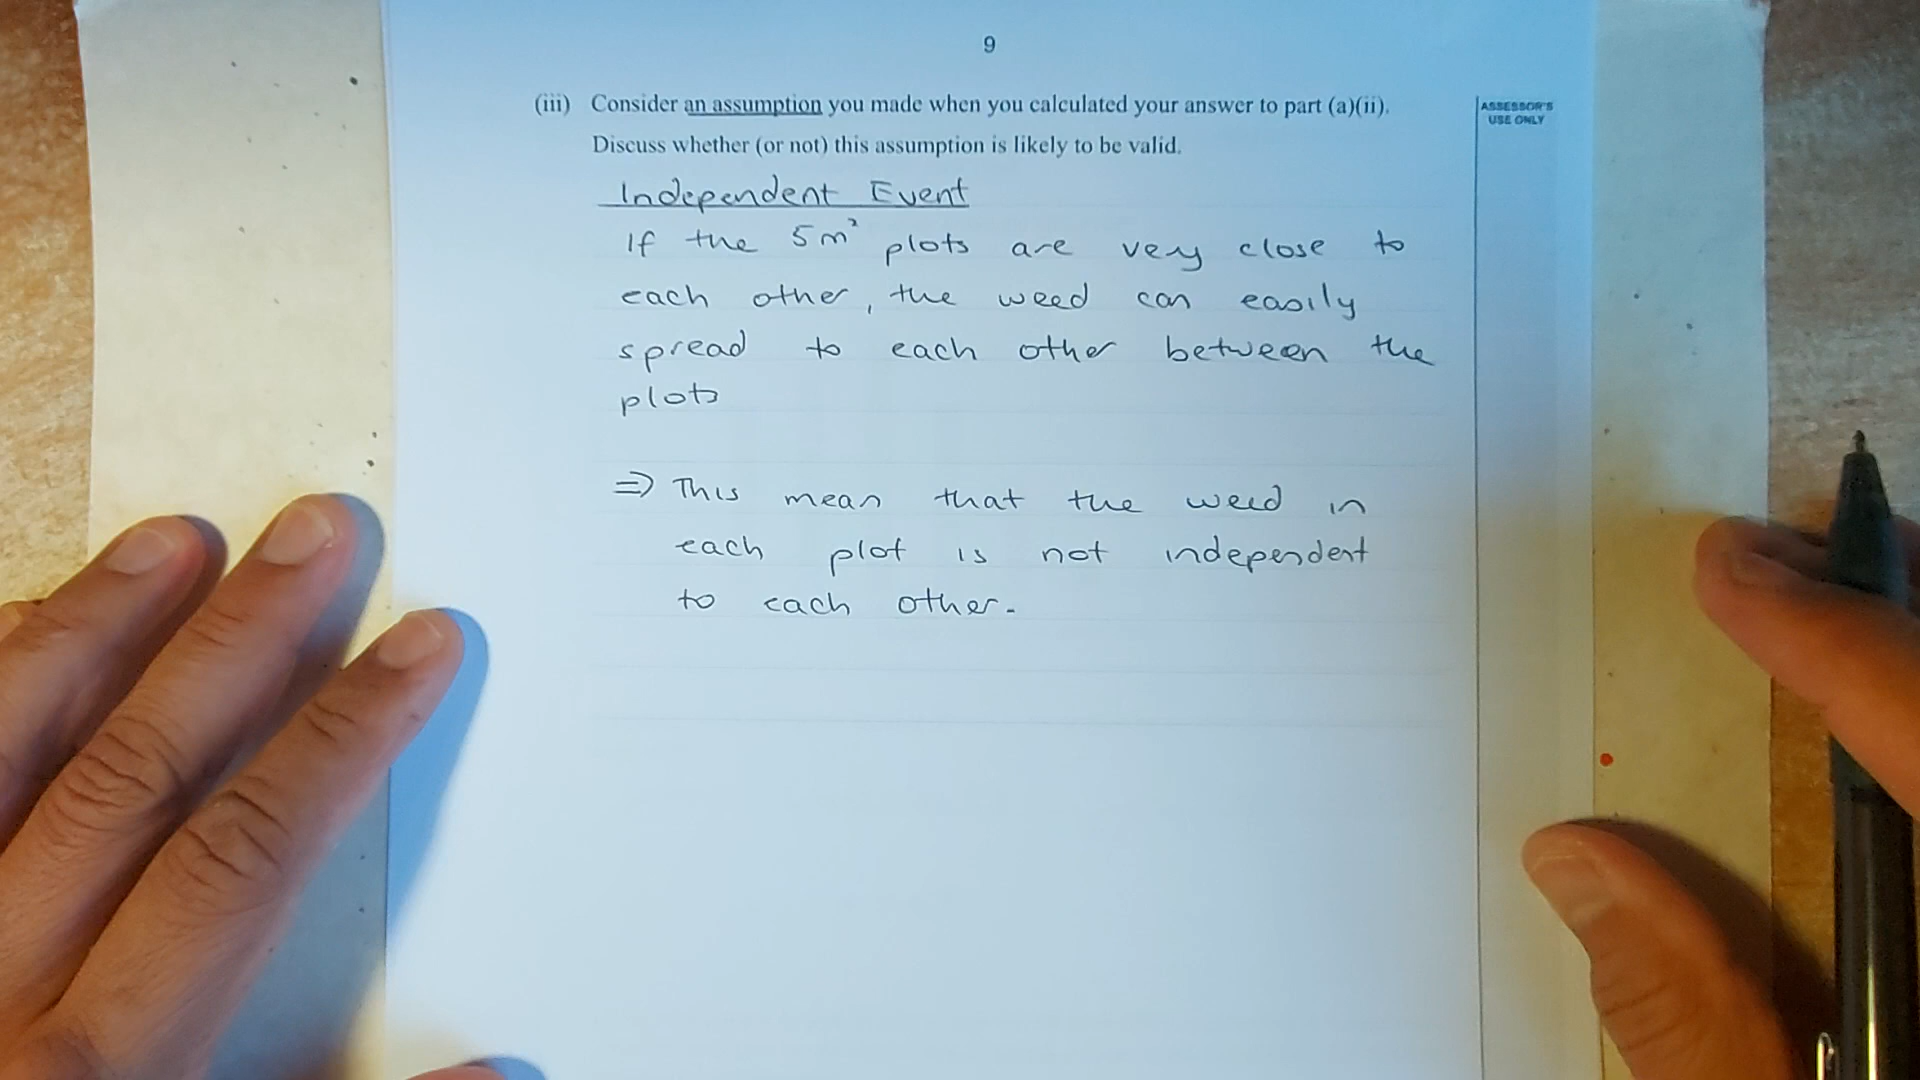 9
(iii) Consider an assumption you made when you calculated your answer to part (a)(ii).
ASSESSOR'S
USE ONLY
Discuss whether (or not) this assumption is likely to be valid.
Independent Event
If the 5m² plots are very close to
each other, the weed can easily
spread to each other between the
plots
⇒ This mean that the weed in
each plot is not independent
to each other.